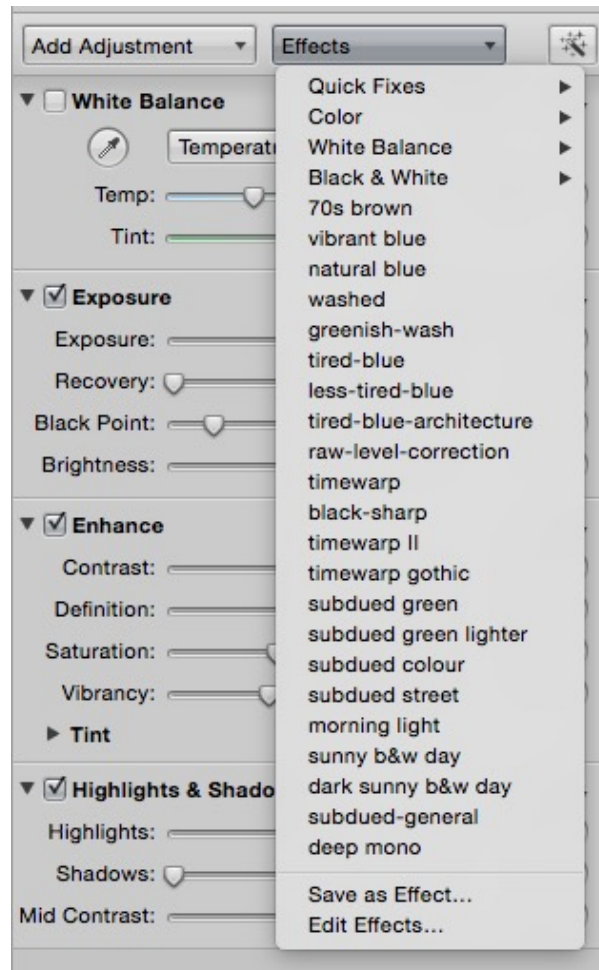 Add Adjustment
Effects
White Balance
Temperat
Temp:
Tint:
Exposure
Exposure:
Recovery:
Black Point:
Brightness:
Enhance
Contrast:
Definition:
Saturation:
Vibrancy:
Tint
Highlights & Shado
Highlights:
Shadows:
Mid Contrast:
Quick Fixes
Color
White Balance
Black & White
70s brown
vibrant blue
natural blue
washed
greenish-wash
tired-blue
less-tired-blue
tired-blue-architecture
raw-level-correction
timewarp
black-sharp
timewarp II
timewarp gothic
subdued green
subdued green lighter
subdued colour
subdued street
morning light
sunny b&w day
dark sunny b&w day
subdued-general
deep mono
Save as Effect...
Edit Effects...